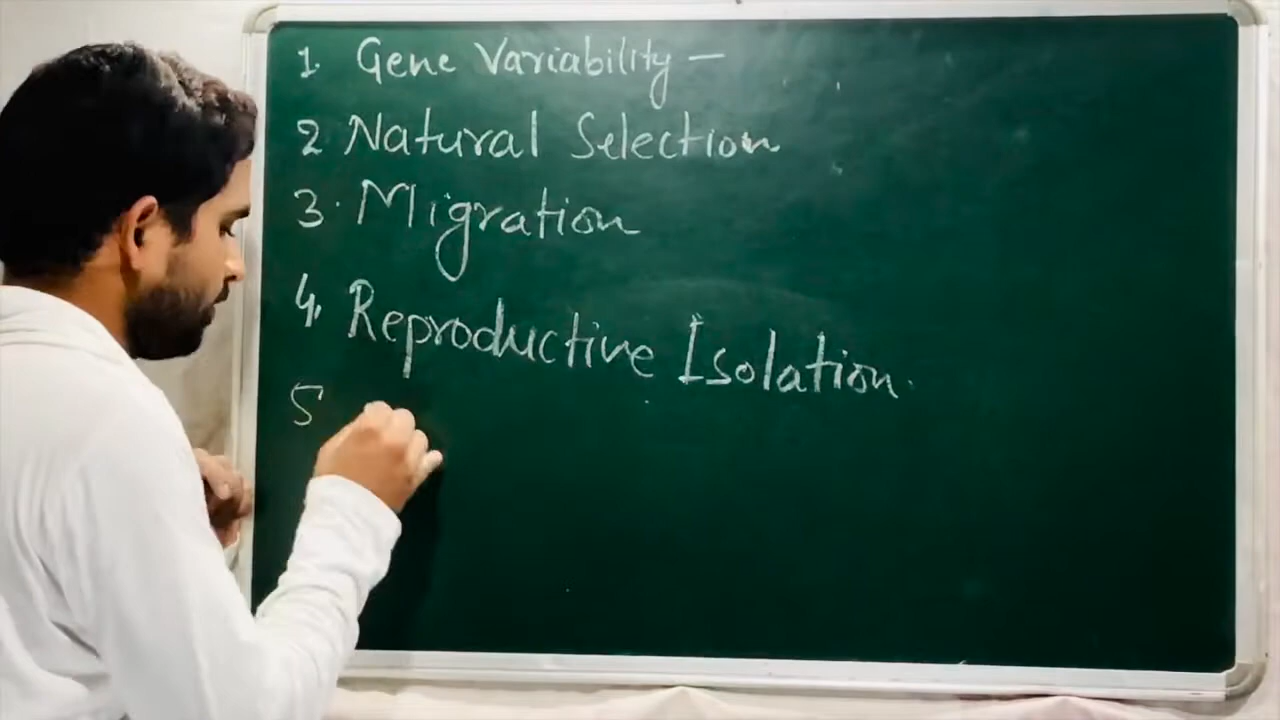 1. Gene Variability —
2 Natural Selection
3. Migration
4. Reproductive Isolation.
5